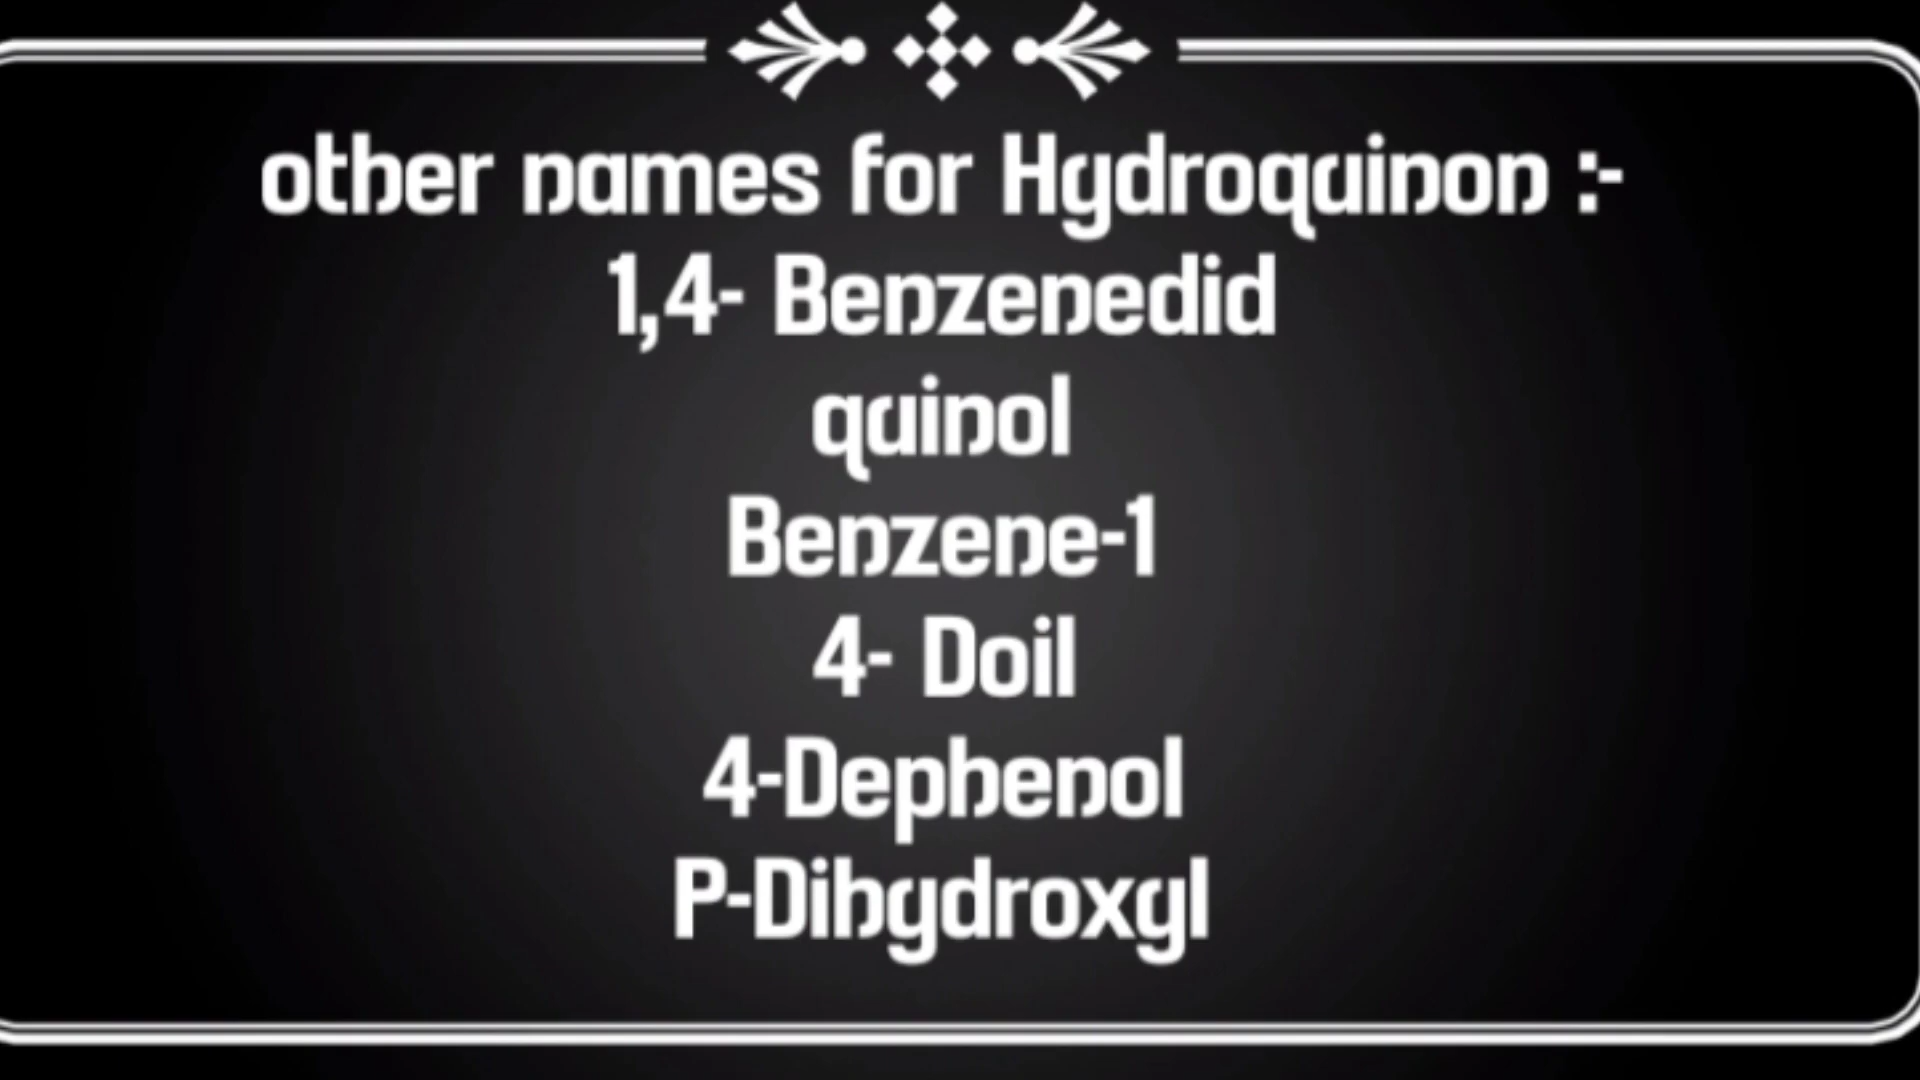 other names for Hydroquinon :-
1,4- Benzenedid
quinol
Benzene-1
4- Doil
4-Dephenol
P-Dihydroxyl